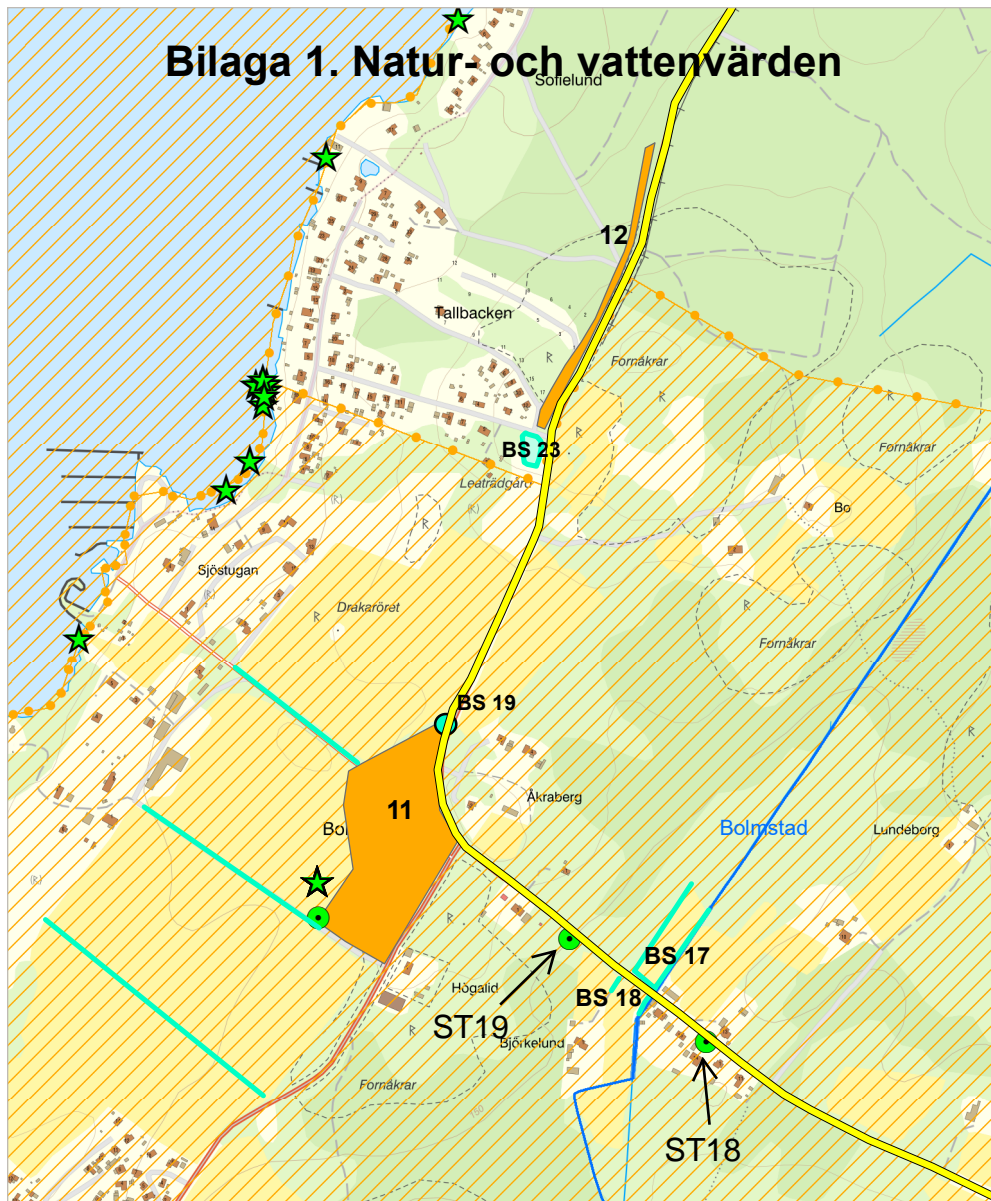 Bilaga 1. Natur- och vattenvärden
Sofielund
12
Tallbacken
Fornåkrar
R
R
R
BS 23
Fornåkrar
Leaträdgård
(R)
R
(R)
Bo
Sjöstugan
(R)
Drakaröret
R
R
Fornåkrar
BS 19
Åkraberg
11
Bol
Bolmstad
Lundeborg
(R)
R
BS 17
Högalid
BS 18
ST19
Björkelund
R
Fornåkrar
ST18